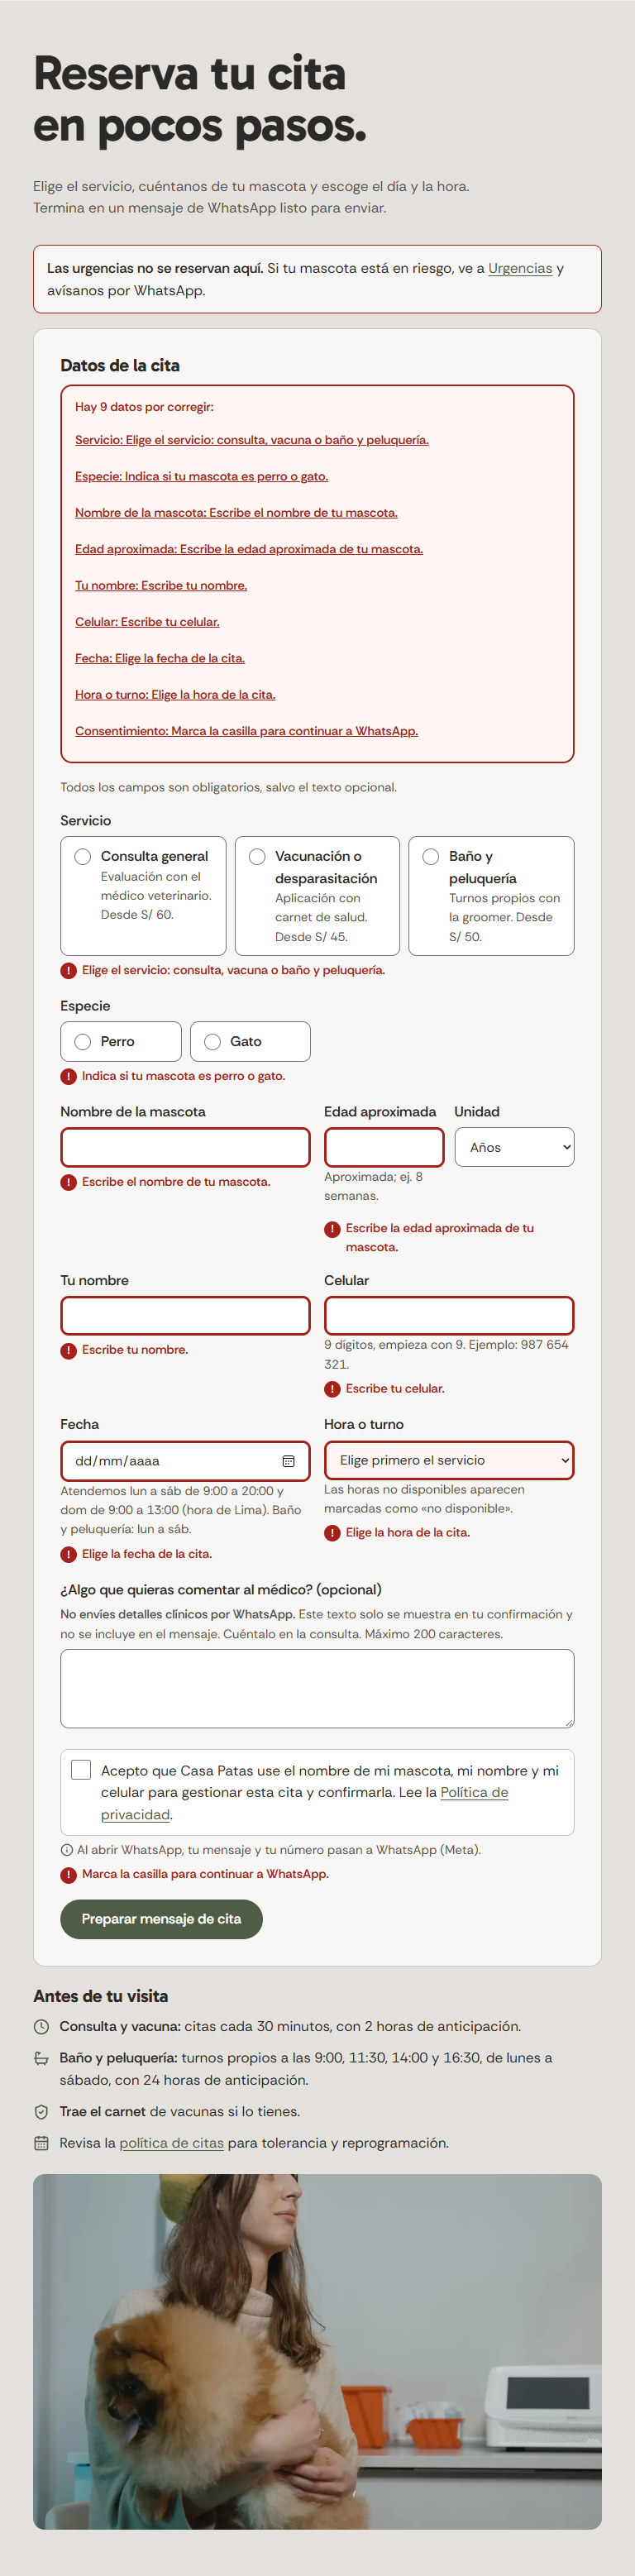 Reserva tu cita
en pocos pasos.
Elige el servicio, cuéntanos de tu mascota y escoge el día y la hora.
Termina en un mensaje de WhatsApp listo para enviar.
Las urgencias no se reservan aquí. Si tu mascota está en riesgo, ve a Urgencias y
avísanos por WhatsApp.
Datos de la cita
Hay 9 datos por corregir:
Servicio: Elige el servicio: consulta, vacuna o baño y peluquería.
Especie: Indica si tu mascota es perro o gato.
Nombre de la mascota: Escribe el nombre de tu mascota.
Edad aproximada: Escribe la edad aproximada de tu mascota.
Tu nombre: Escribe tu nombre.
Celular: Escribe tu celular.
Fecha: Elige la fecha de la cita.
Hora o turno: Elige la hora de la cita.
Consentimiento: Marca la casilla para continuar a WhatsApp.
Todos los campos son obligatorios, salvo el texto opcional.
Servicio
Consulta general
Evaluación con el
médico veterinario.
Desde S/ 60.
Vacunación o
desparasitación
Aplicación con
carnet de salud.
Desde S/ 45.
Baño y
peluquería
Turnos propios con
la groomer. Desde
S/ 50.
Elige el servicio: consulta, vacuna o baño y peluquería.
Especie
Perro
Gato
Indica si tu mascota es perro o gato.
Nombre de la mascota
Escribe el nombre de tu mascota.
Edad aproximada
Unidad
Años
Aproximada; ej. 8
semanas.
Escribe la edad aproximada de tu
mascota.
Tu nombre
Escribe tu nombre.
Celular
9 dígitos, empieza con 9. Ejemplo: 987 654
321.
Escribe tu celular.
Fecha
dd/mm/aaaa
Atendemos lun a sáb de 9:00 a 20:00 y
dom de 9:00 a 13:00 (hora de Lima). Baño
y peluquería: lun a sáb.
Elige la fecha de la cita.
Hora o turno
Elige primero el servicio
Las horas no disponibles aparecen
marcadas como «no disponible».
Elige la hora de la cita.
¿Algo que quieras comentar al médico? (opcional)
No envíes detalles clínicos por WhatsApp. Este texto solo se muestra en tu confirmación y
no se incluye en el mensaje. Cuéntalo en la consulta. Máximo 200 caracteres.
Acepto que Casa Patas use el nombre de mi mascota, mi nombre y mi
celular para gestionar esta cita y confirmarla. Lee la Política de
privacidad.
Al abrir WhatsApp, tu mensaje y tu número pasan a WhatsApp (Meta).
Marca la casilla para continuar a WhatsApp.
Preparar mensaje de cita
Antes de tu visita
Consulta y vacuna: citas cada 30 minutos, con 2 horas de anticipación.
Baño y peluquería: turnos propios a las 9:00, 11:30, 14:00 y 16:30, de lunes a
sábado, con 24 horas de anticipación.
Trae el carnet de vacunas si lo tienes.
Revisa la política de citas para tolerancia y reprogramación.